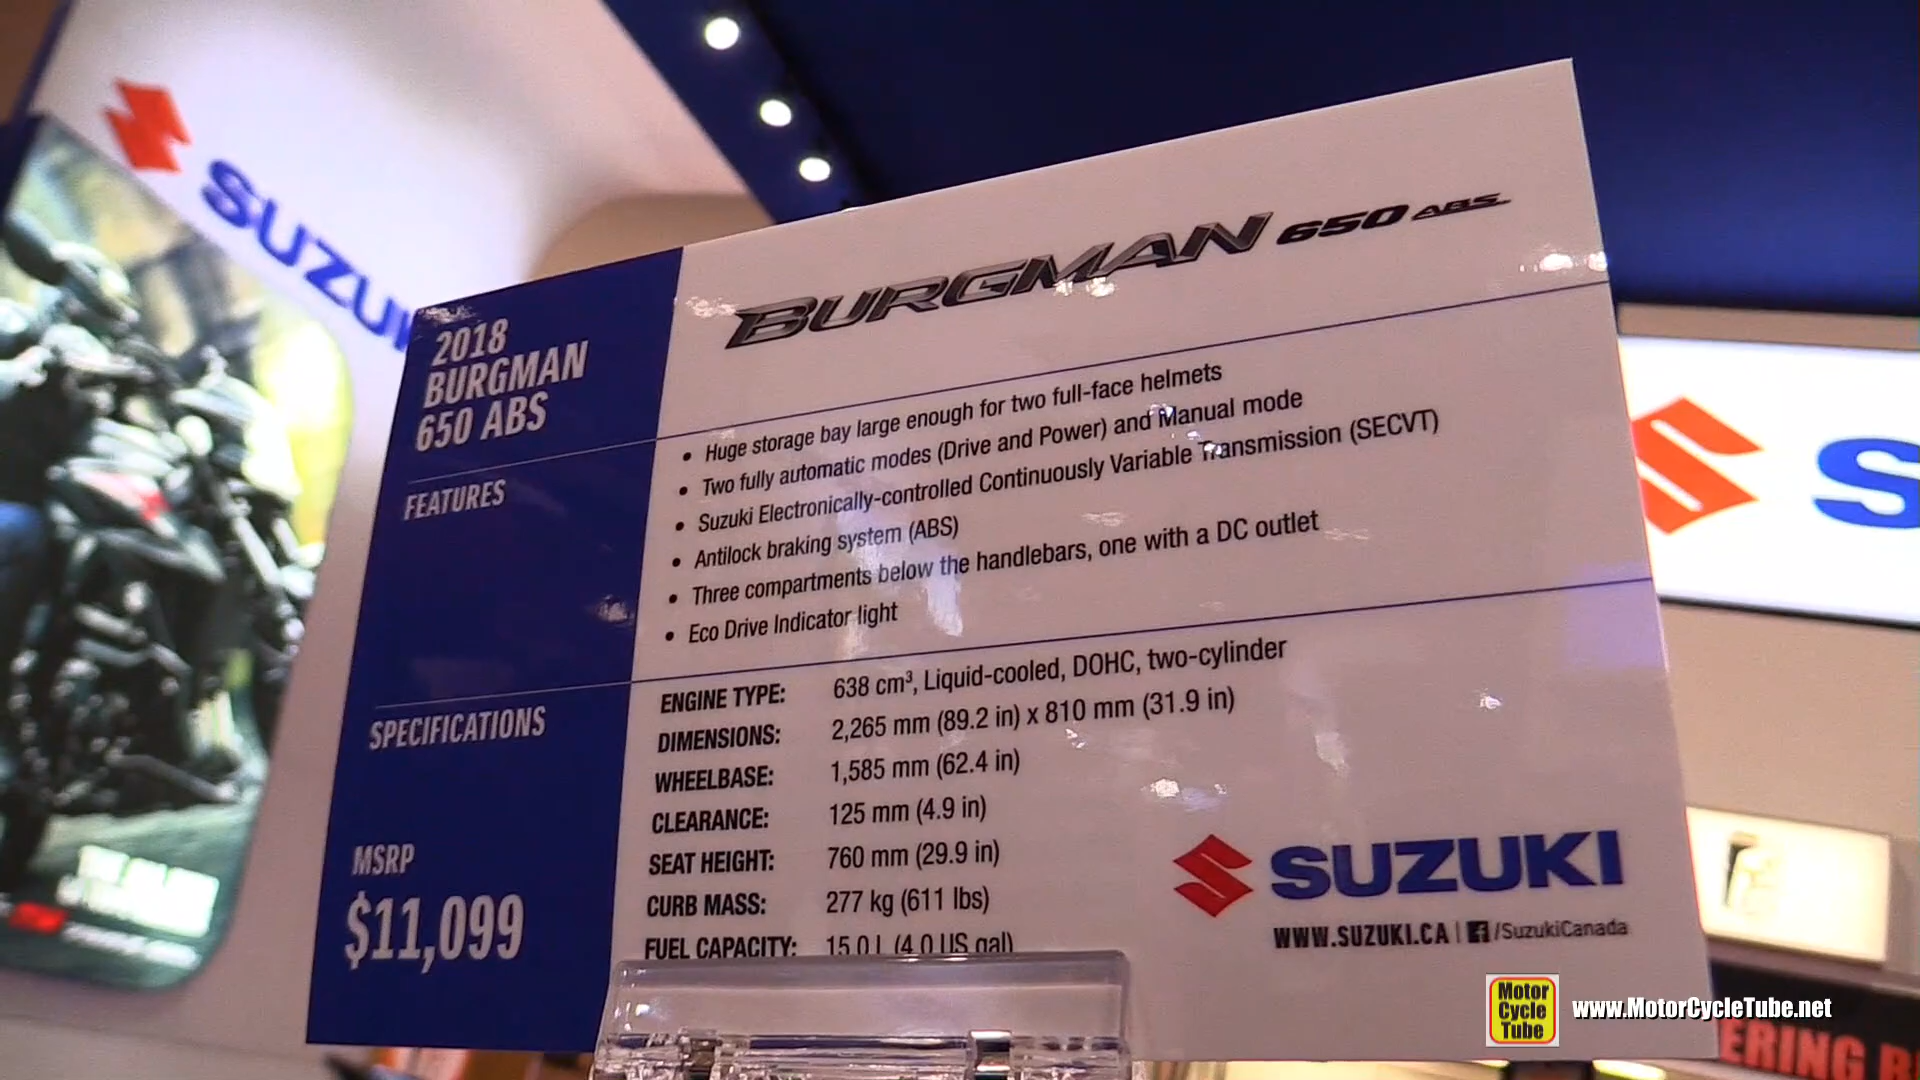 SUZUKI
BURGMAN 650 ABS
2018
BURGMAN
650 ABS
FEATURES
• Huge storage bay large enough for two full-face helmets
• Two fully automatic modes (Drive and Power) and Manual mode
• Suzuki Electronically-controlled Continuously Variable Transmission (SECVT)
• Antilock braking system (ABS)
• Three compartments below the handlebars, one with a DC outlet
• Eco Drive Indicator light
SPECIFICATIONS
ENGINE TYPE: 638 cm³, Liquid-cooled, DOHC, two-cylinder
DIMENSIONS: 2,265 mm (89.2 in) x 810 mm (31.9 in)
WHEELBASE: 1,585 mm (62.4 in)
CLEARANCE: 125 mm (4.9 in)
SEAT HEIGHT: 760 mm (29.9 in)
CURB MASS: 277 kg (611 lbs)
FUEL CAPACITY: 15.0 L (4.0 US gal)
MSRP
$11,099
SUZUKI
WWW.SUZUKI.CA | /SuzukiCanada
S
Motor
Cycle
Tube
www.MotorCycleTube.net
ERING B